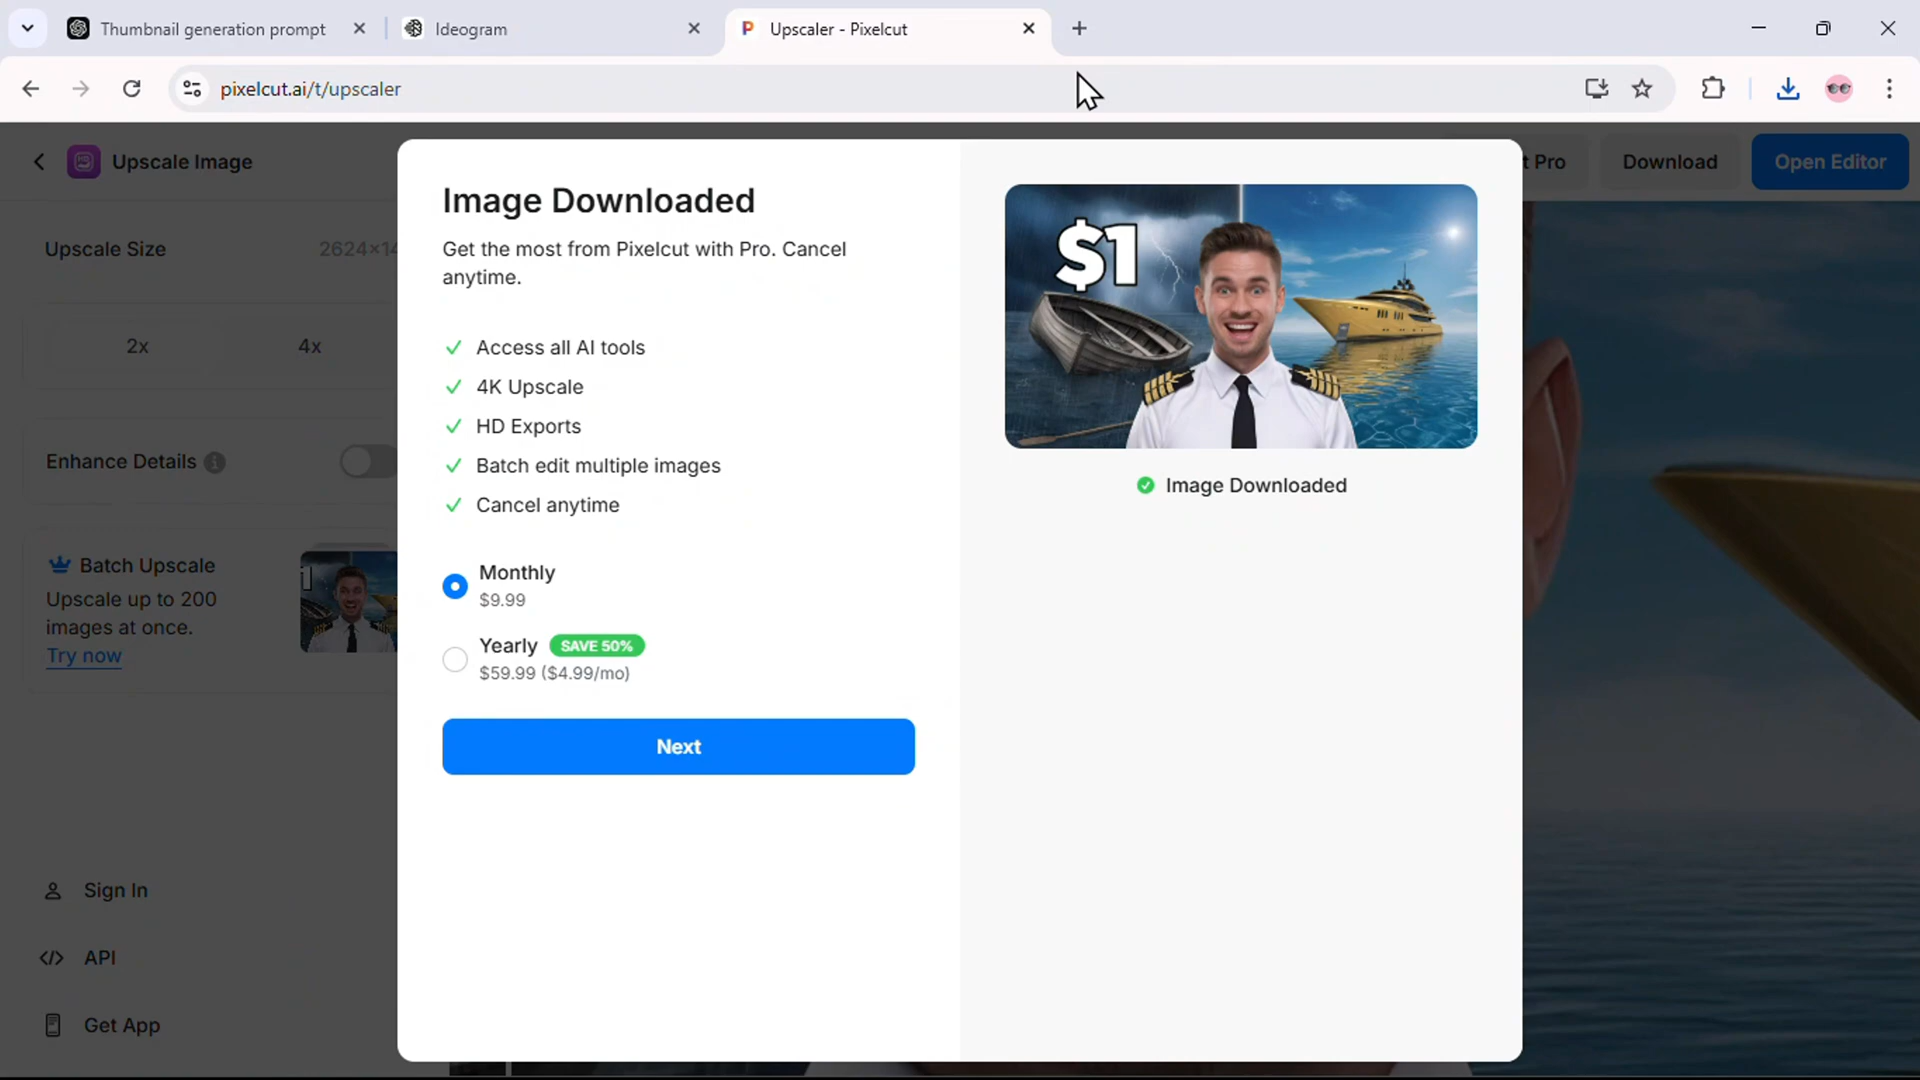 Thumbnail generation prompt
Ideogram
Upscaler - Pixelcut
pixelcut.ai/t/upscaler
Upscale Image
t Pro
Download
Open Editor
Upscale Size
2624×14
2x
4x
Enhance Details
Batch Upscale
Upscale up to 200
images at once.
Try now
Sign In
API
Get App
Image Downloaded
Get the most from Pixelcut with Pro. Cancel
anytime.
Access all AI tools
4K Upscale
HD Exports
Batch edit multiple images
Cancel anytime
Monthly
$9.99
Yearly SAVE 50%
$59.99 ($4.99/mo)
Next
$1
Image Downloaded